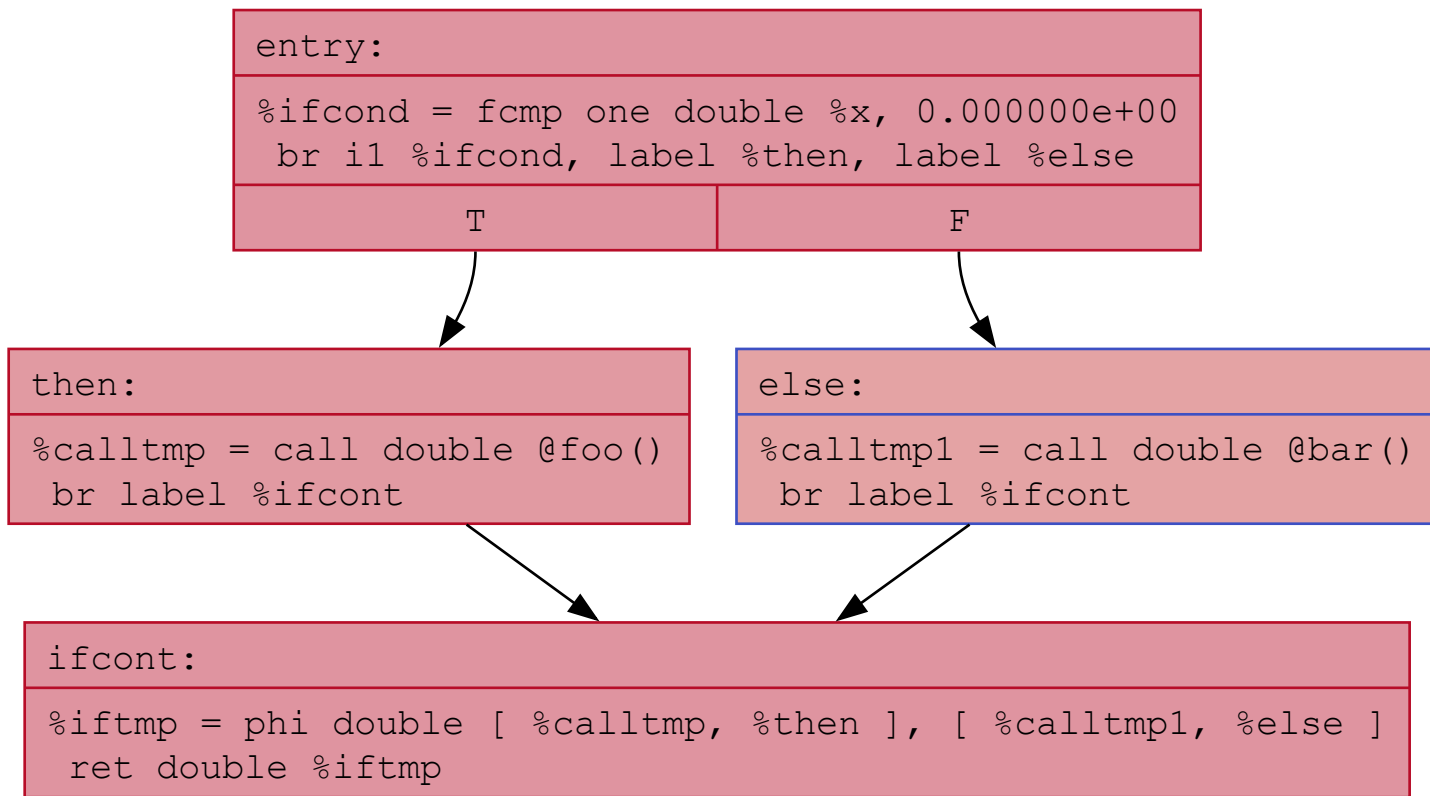 entry:
%ifcond = fcmp one double %x, 0.000000e+00
br i1 %ifcond, label %then, label %else
T
F
then:
%calltmp = call double @foo()
br label %ifcont
else:
%calltmp1 = call double @bar()
br label %ifcont
ifcont:
%iftmp = phi double [ %calltmp, %then ], [ %calltmp1, %else ]
ret double %iftmp